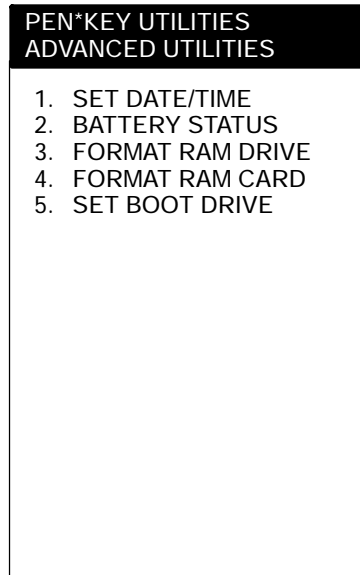 PEN*KEY UTILITIES
ADVANCED UTILITIES
1. SET DATE/TIME
2. BATTERY STATUS
3. FORMAT RAM DRIVE
4. FORMAT RAM CARD
5. SET BOOT DRIVE